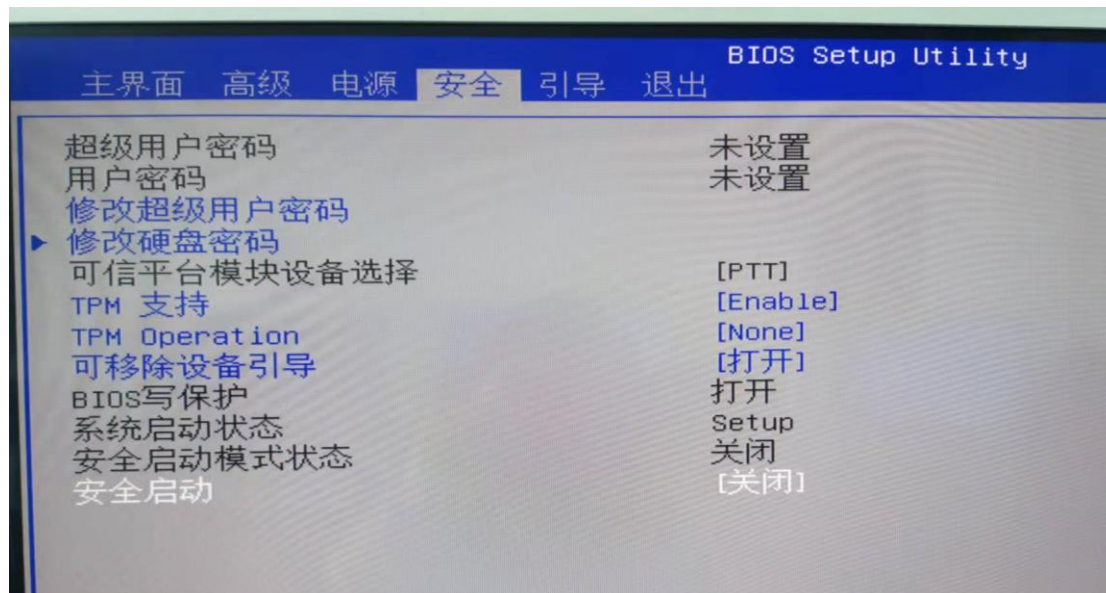 BIOS Setup Utility
主界面 高级 电源 安全 引导 退出
超级用户密码 未设置
用户密码 未设置
修改超级用户密码
修改硬盘密码
可信平台模块设备选择 [PTT]
TPM 支持 [Enable]
TPM Operation [None]
可移除设备引导 [打开]
BIOS写保护 打开
系统启动状态 Setup
安全启动模式状态 关闭
安全启动 [关闭]